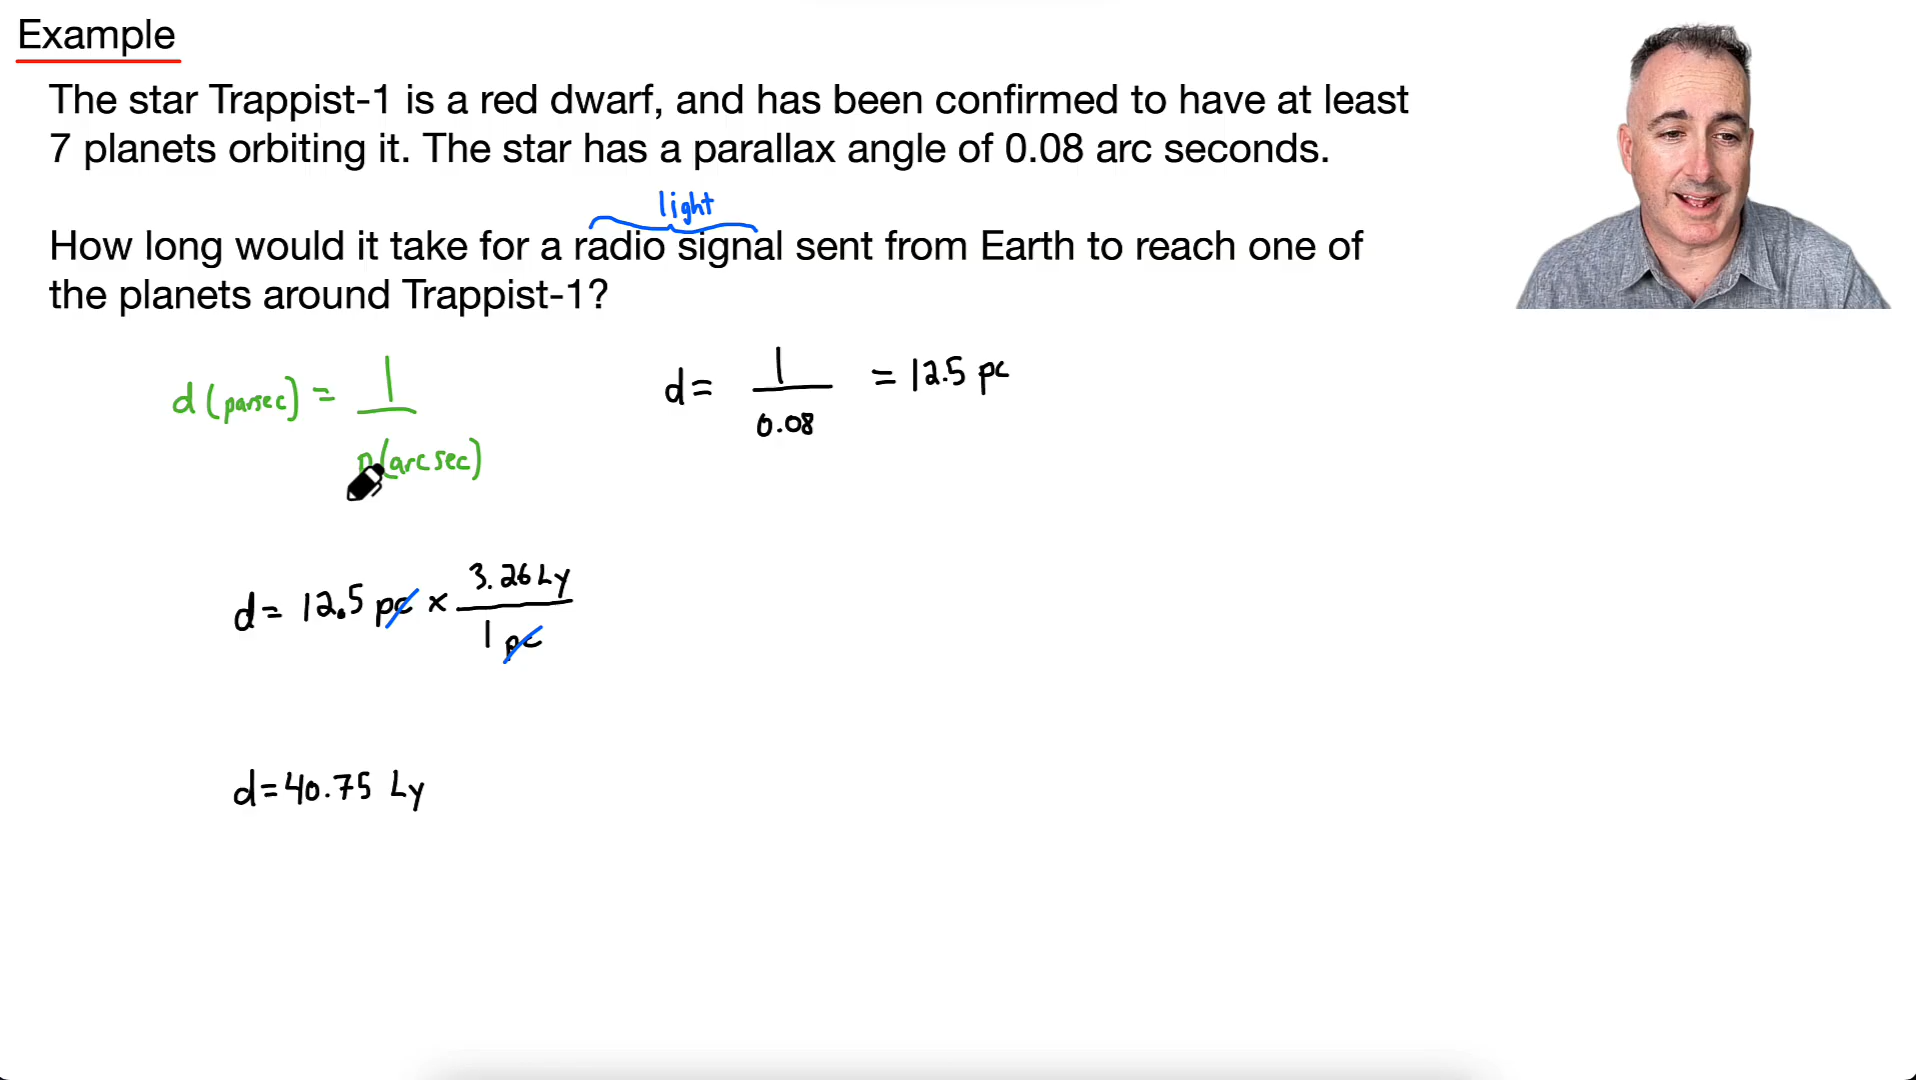 Example
The star Trappist-1 is a red dwarf, and has been confirmed to have at least
7 planets orbiting it. The star has a parallax angle of 0.08 arc seconds.
light
How long would it take for a radio signal sent from Earth to reach one of
the planets around Trappist-1?
d (parsec) = 1 / p(arcsec)
d = 1 / 0.08 = 12.5 pc
d = 12.5 pc × 3.26 Ly / 1 pc
d = 40.75 Ly